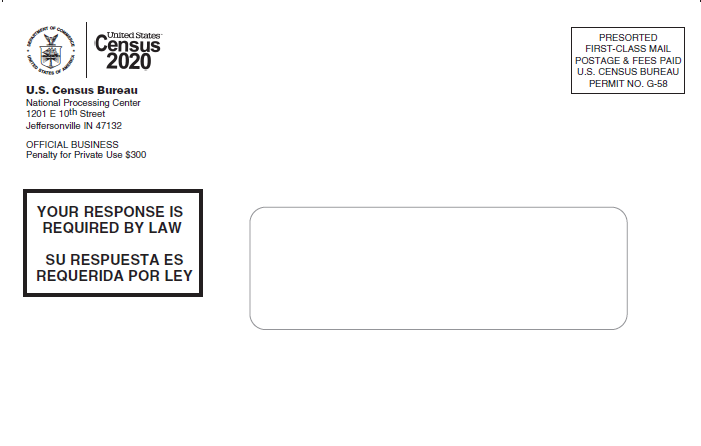 DEPARTMENT OF COMMERCE
UNITED STATES OF AMERICA
United States™
Census
2020
U.S. Census Bureau
National Processing Center
1201 E 10th Street
Jeffersonville IN 47132
OFFICIAL BUSINESS
Penalty for Private Use $300
PRESORTED
FIRST-CLASS MAIL
POSTAGE & FEES PAID
U.S. CENSUS BUREAU
PERMIT NO. G-58
YOUR RESPONSE IS
REQUIRED BY LAW
SU RESPUESTA ES
REQUERIDA POR LEY